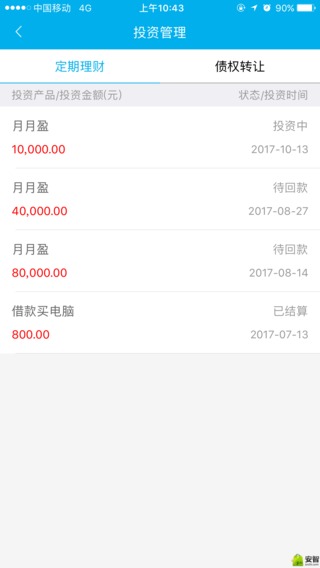 中国移动 4G 上午10:43 90%
投资管理
定期理财 债权转让
投资产品/投资金额(元) 状态/投资时间
月月盈 投资中
10,000.00 2017-10-13
月月盈 待回款
40,000.00 2017-08-27
月月盈 待回款
80,000.00 2017-08-14
借款买电脑 已结算
800.00 2017-07-13
安智